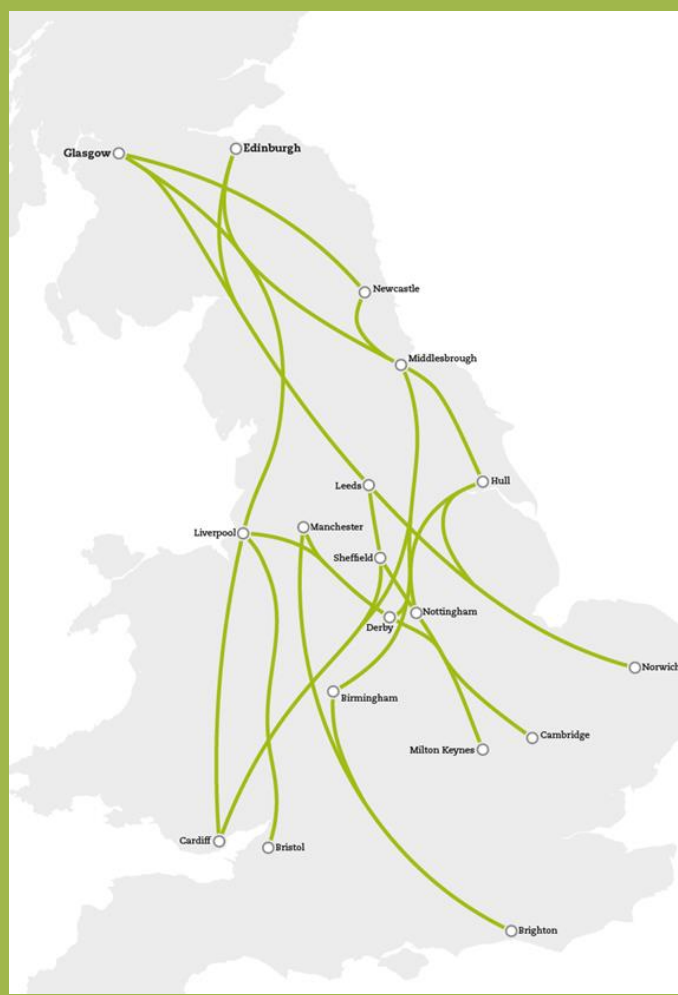 Glasgow
Edinburgh
Newcastle
Middlesbrough
Leeds
Hull
Liverpool
Manchester
Sheffield
Nottingham
Derby
Norwich
Birmingham
Cambridge
Milton Keynes
Cardiff
Bristol
Brighton